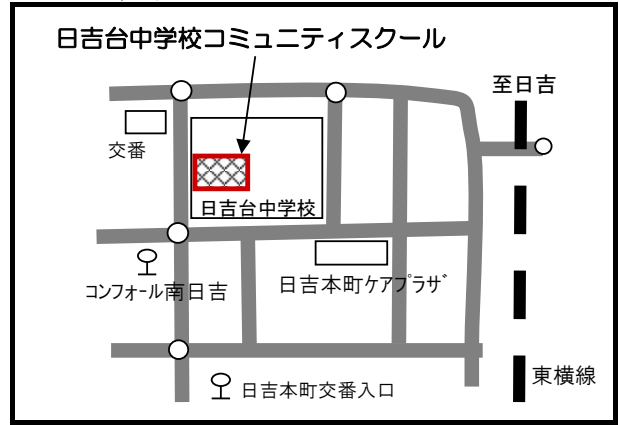 日吉台中学校コミュニティスクール
至日吉
交番
日吉台中学校
コンフォール南日吉
日吉本町ケアプラザ
東横線
日吉本町交番入口